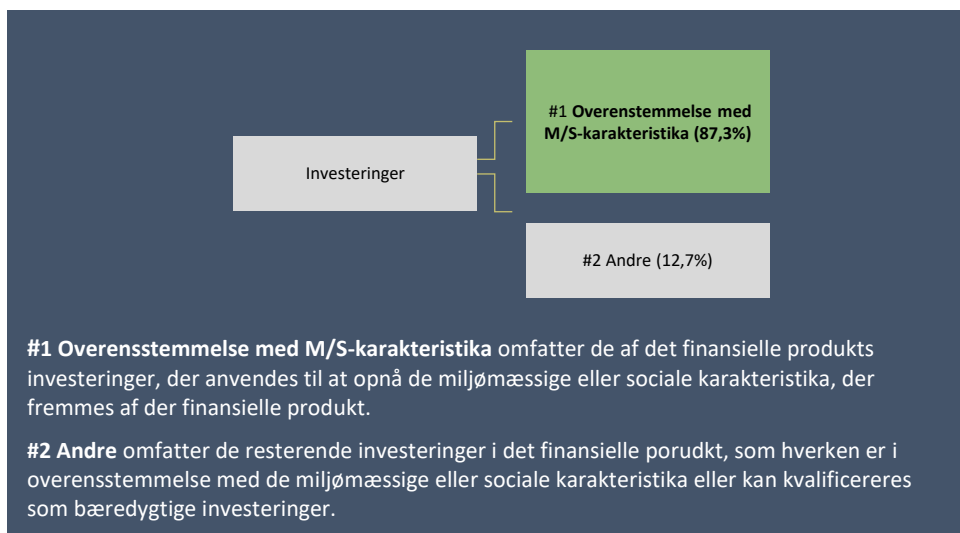 #1 Overenstemmelse med
M/S-karakteristika (87,3%)
Investeringer
#2 Andre (12,7%)
#1 Overensstemmelse med M/S-karakteristika omfatter de af det finansielle produkts
investeringer, der anvendes til at opnå de miljømæssige eller sociale karakteristika, der
fremmes af der finansielle produkt.
#2 Andre omfatter de resterende investeringer i det finansielle porudkt, som hverken er i
overensstemmelse med de miljømæssige eller sociale karakteristika eller kan kvalificereres
som bæredygtige investeringer.